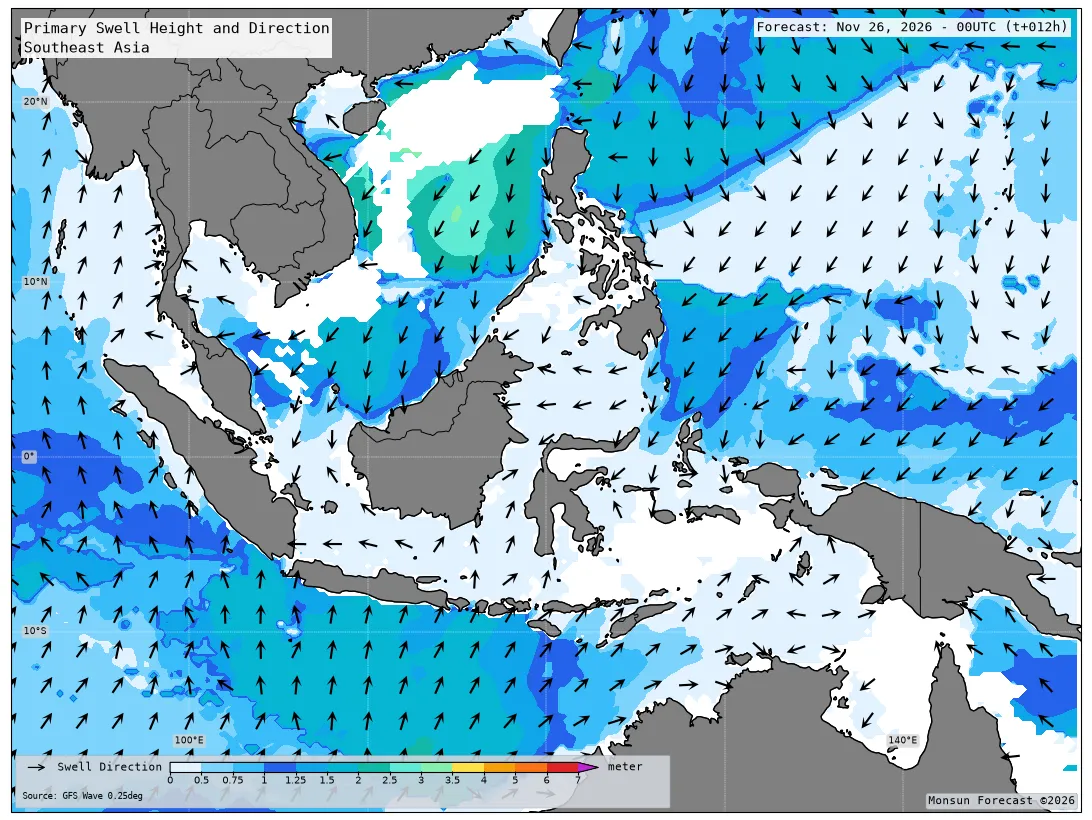 Primary Swell Height and Direction
Southeast Asia
Forecast: Nov 26, 2026 - 00UTC (t+012h)
20°N
10°N
0°
10°S
100°E
140°E
Swell Direction
0 0.5 0.75 1 1.25 1.5 2 2.5 3 3.5 4 5 6 7
meter
Source: GFS Wave 0.25deg
Monsun Forecast ©2026